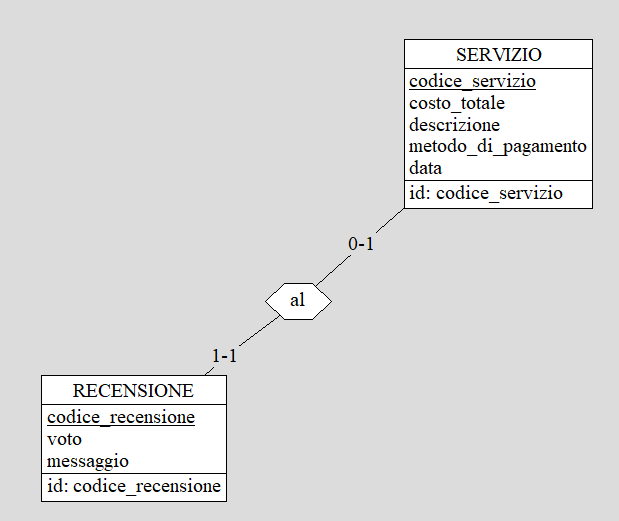 SERVIZIO
codice_servizio
costo_totale
descrizione
metodo_di_pagamento
data
id: codice_servizio
0-1
al
1-1
RECENSIONE
codice_recensione
voto
messaggio
id: codice_recensione